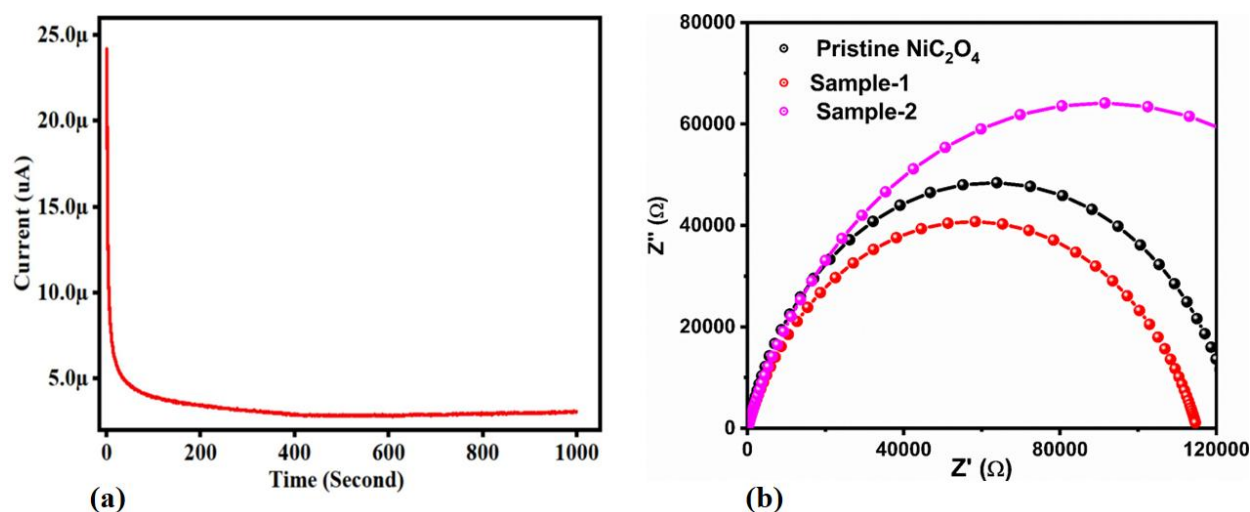 25.0μ
20.0μ
15.0μ
10.0μ
5.0μ
Current (uA)
0
200
400
600
800
1000
Time (Second)
(a)
80000
60000
40000
20000
0
Z'' (Ω)
Pristine NiC₂O₄
Sample-1
Sample-2
0
40000
80000
120000
Z' (Ω)
(b)